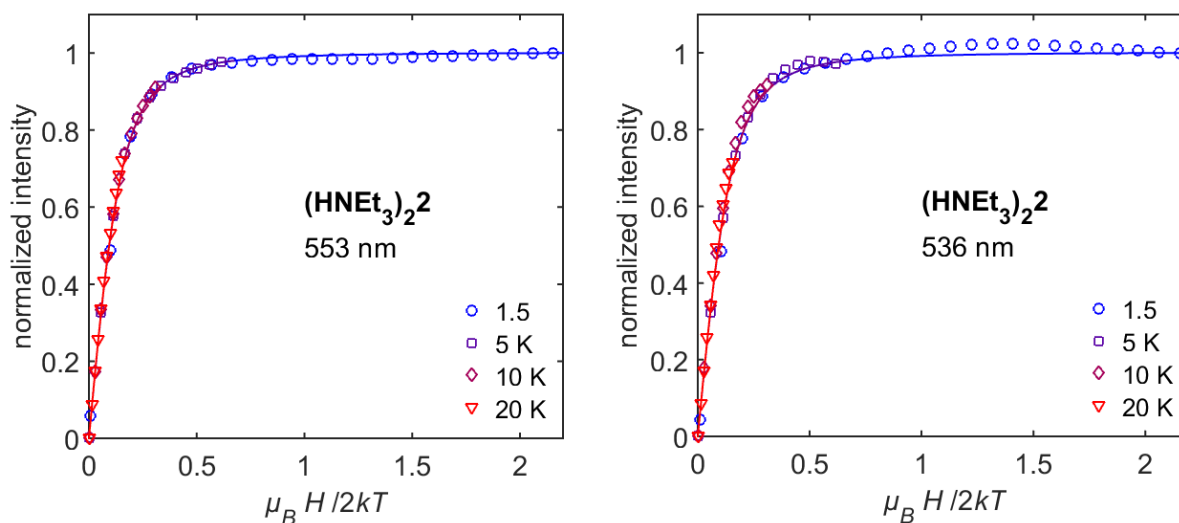 normalized intensity
1
0.8
0.6
0.4
0.2
0
0
0.5
1
1.5
2
μ_B H /2kT
(HNEt₃)₂2
553 nm
1.5
5 K
10 K
20 K
normalized intensity
1
0.8
0.6
0.4
0.2
0
0
0.5
1
1.5
2
μ_B H /2kT
(HNEt₃)₂2
536 nm
1.5
5 K
10 K
20 K